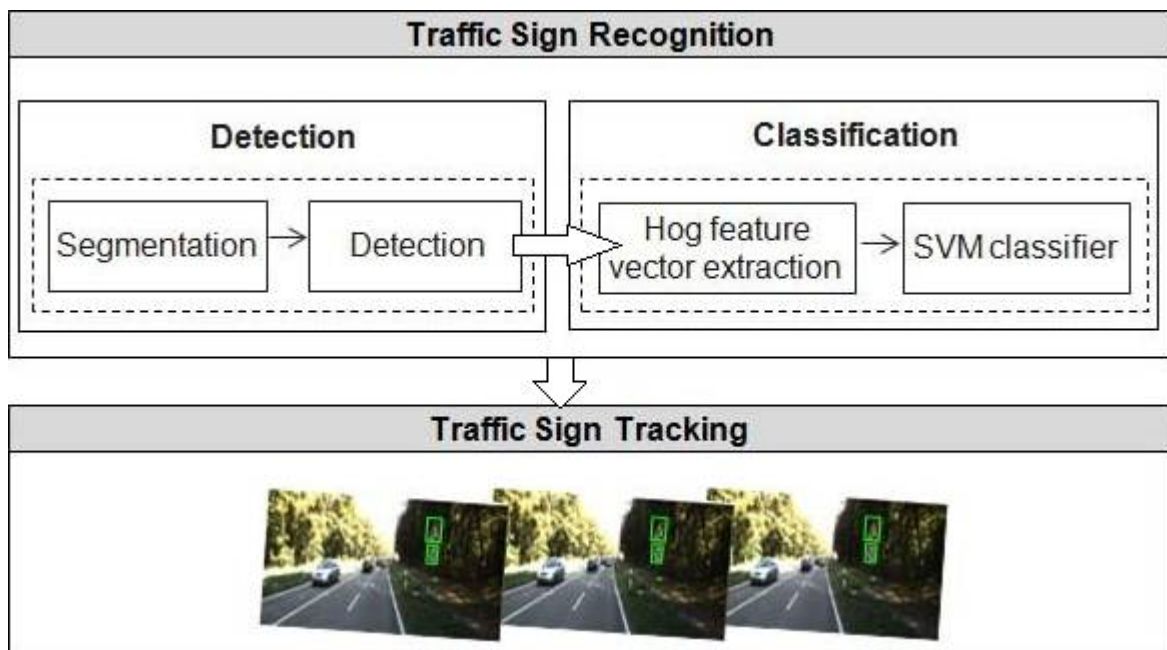 Traffic Sign Recognition
Detection
Classification
Segmentation
Detection
Hog feature
vector extraction
SVM classifier
Traffic Sign Tracking